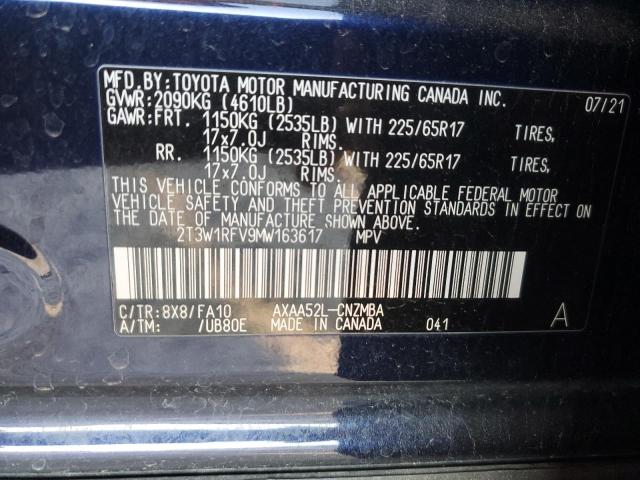 MFD.BY:TOYOTA MOTOR MANUFACTURING CANADA INC. 07/21
GVWR:2090KG (4610LB)
GAWR:FRT. 1150KG (2535LB) WITH 225/65R17 TIRES,
17x7.0J RIMS.
RR. 1150KG (2535LB) WITH 225/65R17 TIRES,
17x7.0J RIMS.
THIS VEHICLE CONFORMS TO ALL APPLICABLE FEDERAL MOTOR
VEHICLE SAFETY AND THEFT PREVENTION STANDARDS IN EFFECT ON
THE DATE OF MANUFACTURE SHOWN ABOVE.
2T3W1RFV9MW163617 MPV
C/TR:8X8/FA10 AXAA52L-CNZMBA
A/TM: /UB80E MADE IN CANADA 041 A